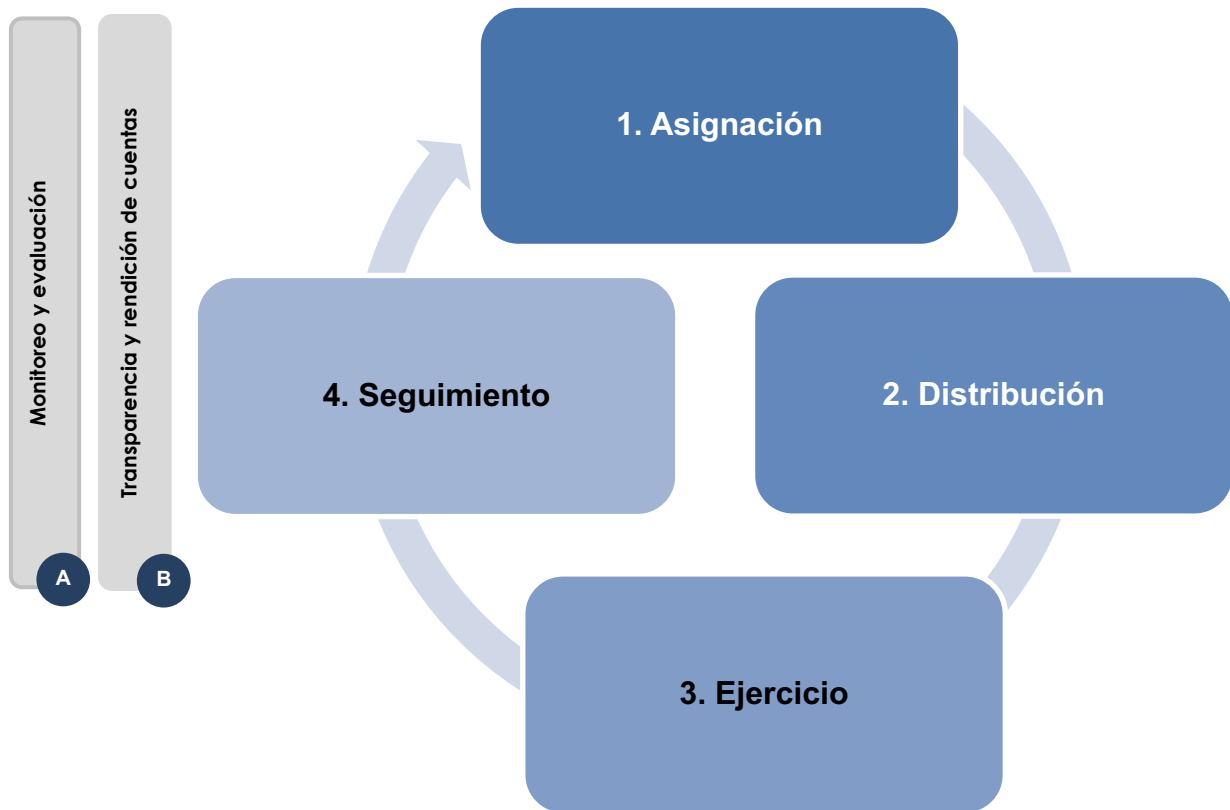 Monitoreo y evaluación
A
Transparencia y rendición de cuentas
B
1. Asignación
2. Distribución
3. Ejercicio
4. Seguimiento